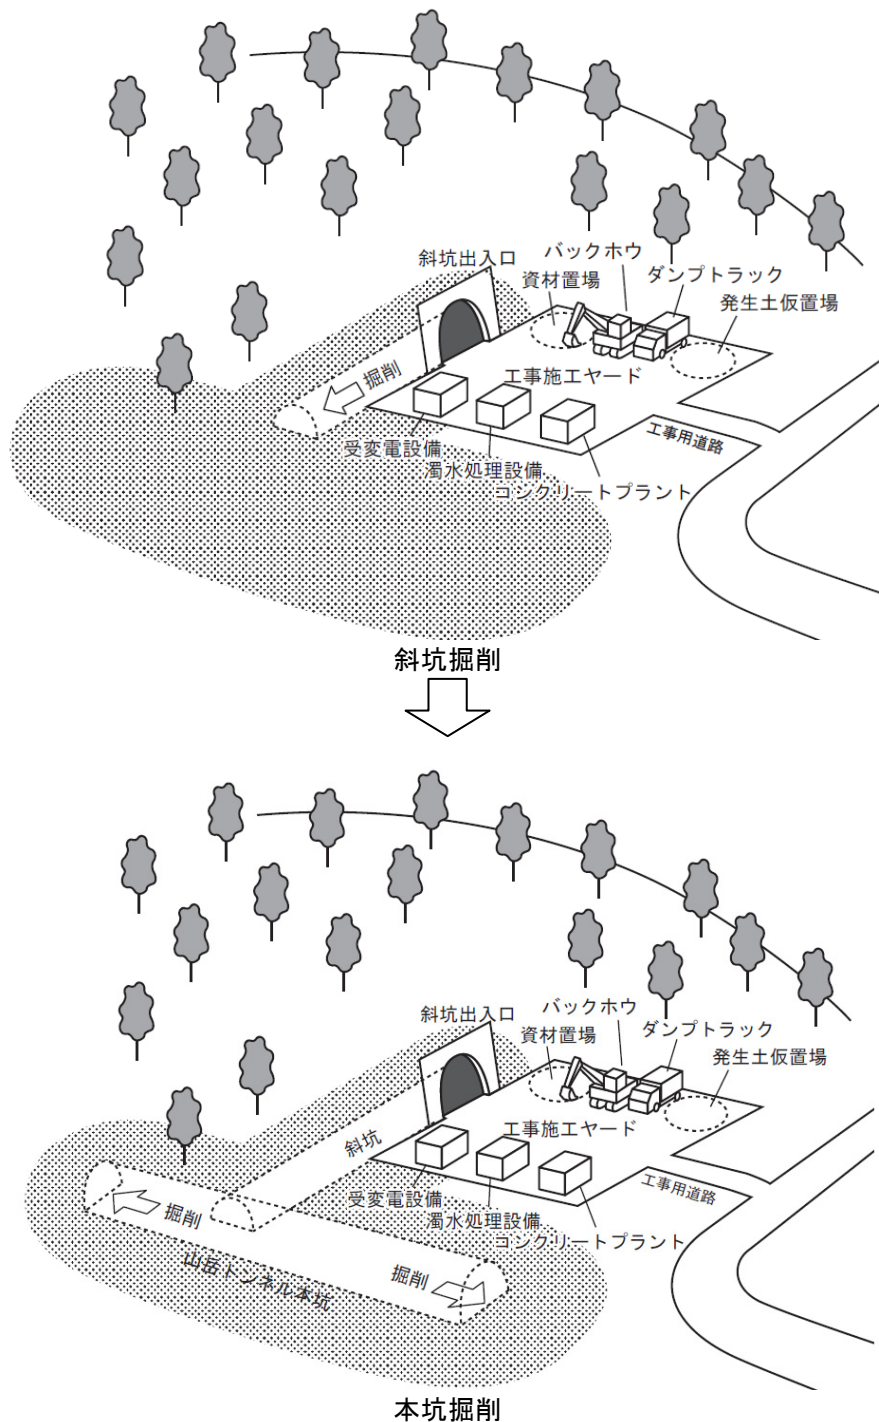 斜坑出入口
バックホウ
資材置場
ダンプトラック
発生土仮置場
掘削
工事施工ヤード
受変電設備
濁水処理設備
コンクリートプラント
工事用道路
斜坑掘削
斜坑出入口
バックホウ
資材置場
ダンプトラック
発生土仮置場
斜坑
工事施工ヤード
受変電設備
濁水処理設備
コンクリートプラント
工事用道路
掘削
掘削
山岳トンネル本坑
本坑掘削